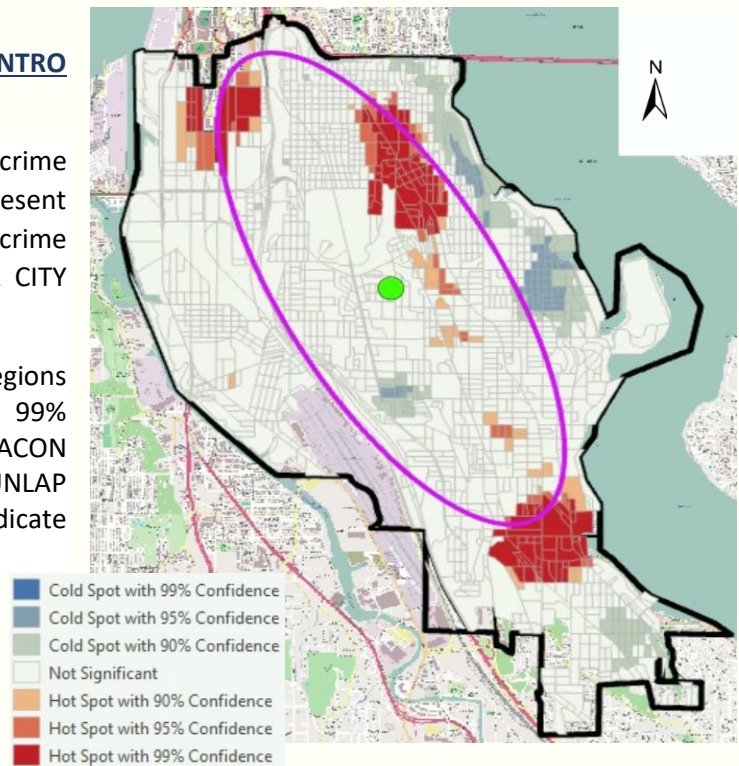 NTRO
crime
esent
crime
CITY
egions
99%
ACON
UNLAP
dicate
N
Cold Spot with 99% Confidence
Cold Spot with 95% Confidence
Cold Spot with 90% Confidence
Not Significant
Hot Spot with 90% Confidence
Hot Spot with 95% Confidence
Hot Spot with 99% Confidence